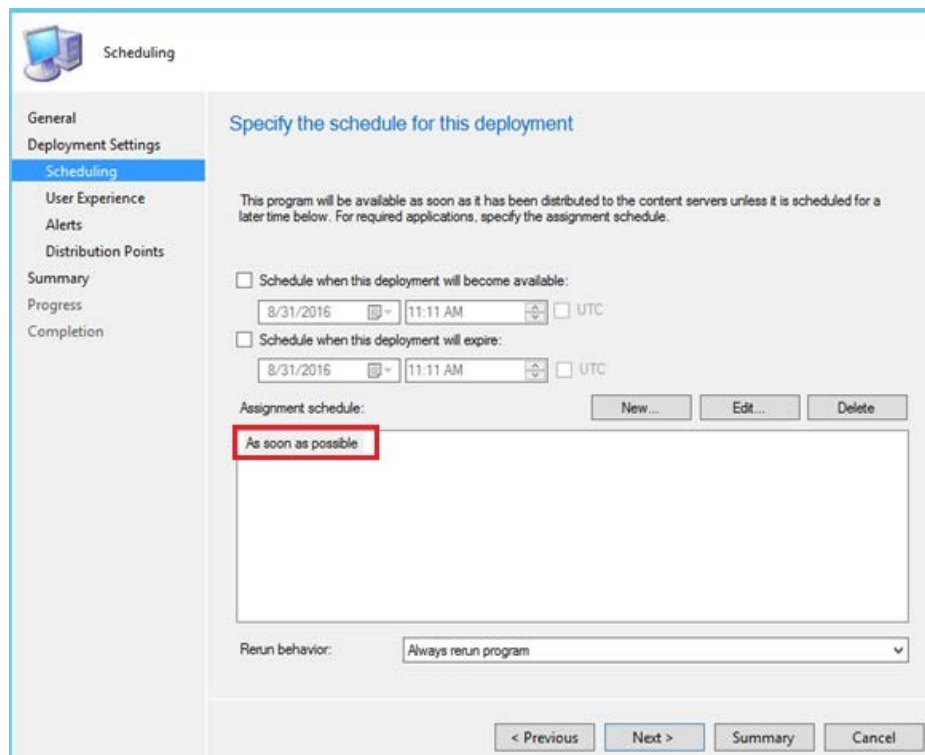 Scheduling
General
Deployment Settings
Scheduling
User Experience
Alerts
Distribution Points
Summary
Progress
Completion
Specify the schedule for this deployment
This program will be available as soon as it has been distributed to the content servers unless it is scheduled for a
later time below. For required applications, specify the assignment schedule.
Schedule when this deployment will become available:
8/31/2016 11:11 AM UTC
Schedule when this deployment will expire:
8/31/2016 11:11 AM UTC
Assignment schedule: New... Edit... Delete
As soon as possible
Rerun behavior: Always rerun program
< Previous Next > Summary Cancel